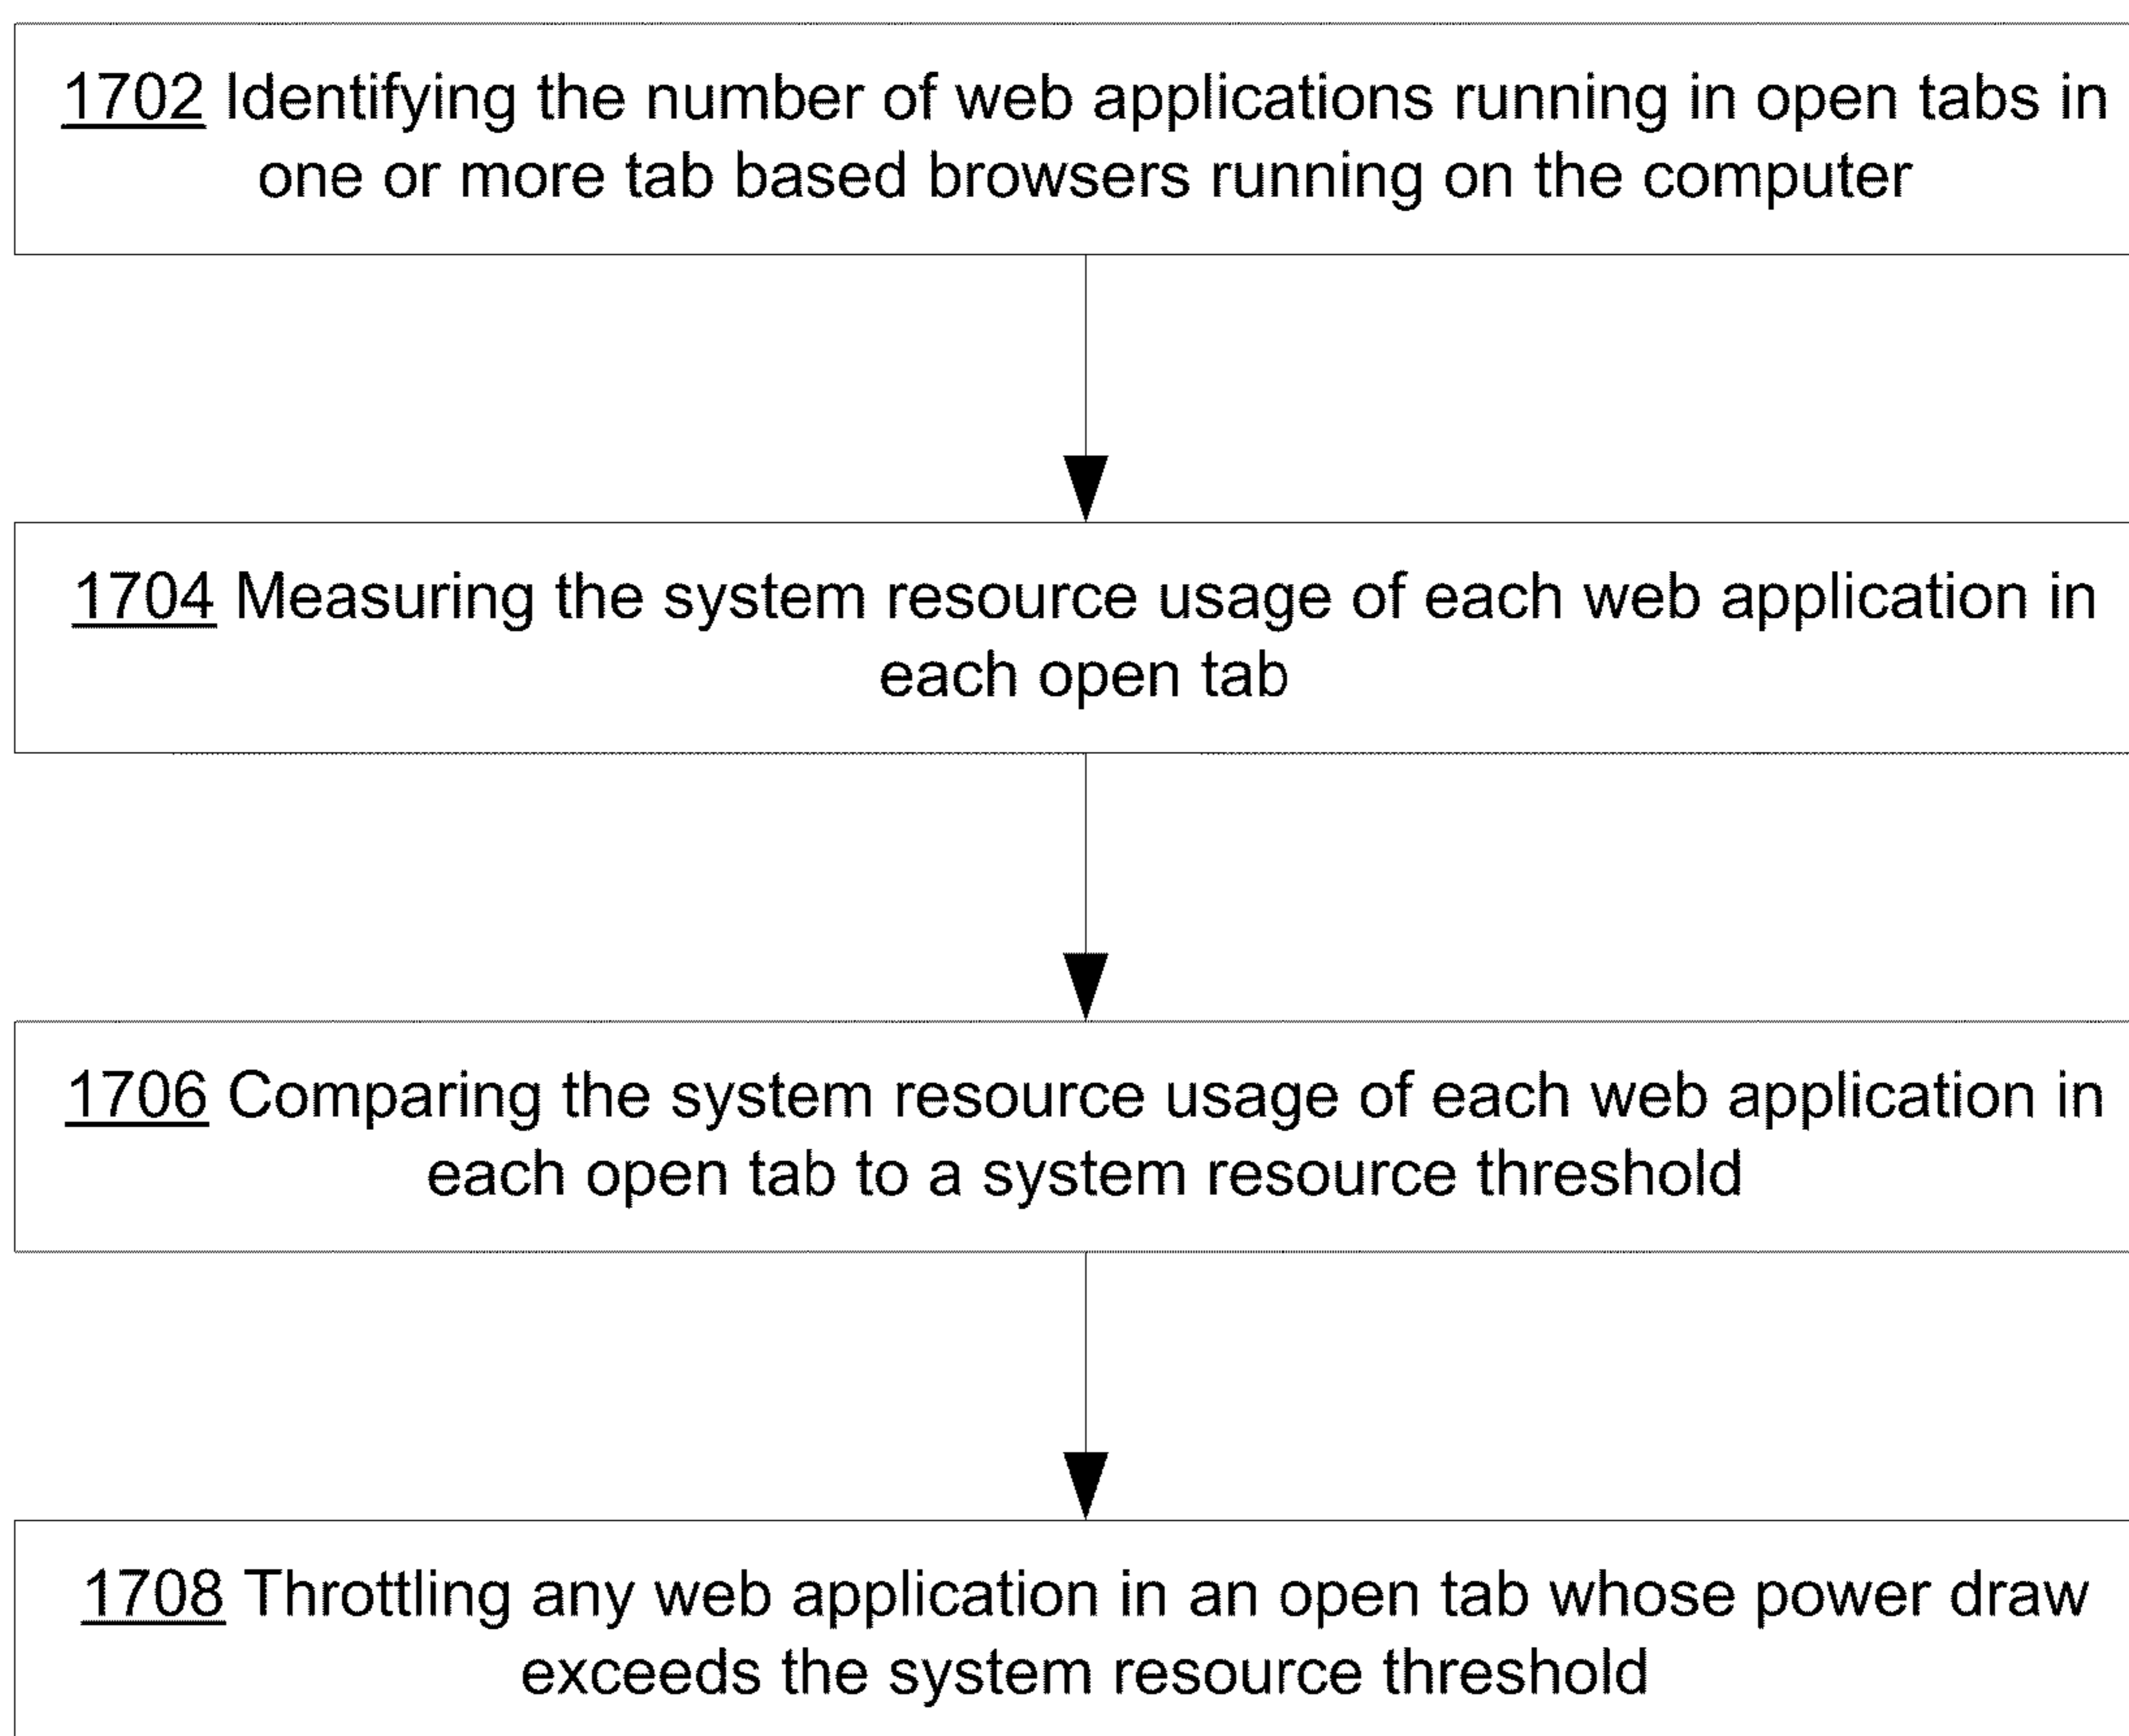 1702 Identifying the number of web applications running in open tabs in
one or more tab based browsers running on the computer
1704 Measuring the system resource usage of each web application in
each open tab
1706 Comparing the system resource usage of each web application in
each open tab to a system resource threshold
1708 Throttling any web application in an open tab whose power draw
exceeds the system resource threshold